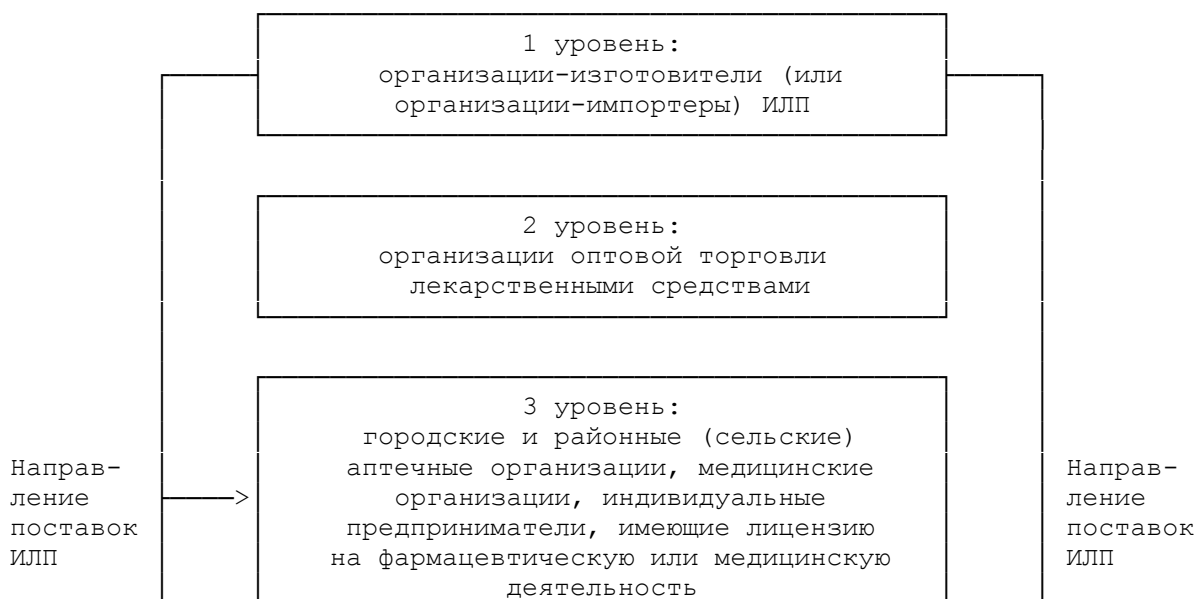 1 уровень:
организации-изготовители (или
организации-импортеры) ИЛП
2 уровень:
организации оптовой торговли
лекарственными средствами
3 уровень:
городские и районные (сельские)
аптечные организации, медицинские
организации, индивидуальные
предприниматели, имеющие лицензию
на фармацевтическую или медицинскую
деятельность
Направ-
ление
поставок
ИЛП
Направ-
ление
поставок
ИЛП